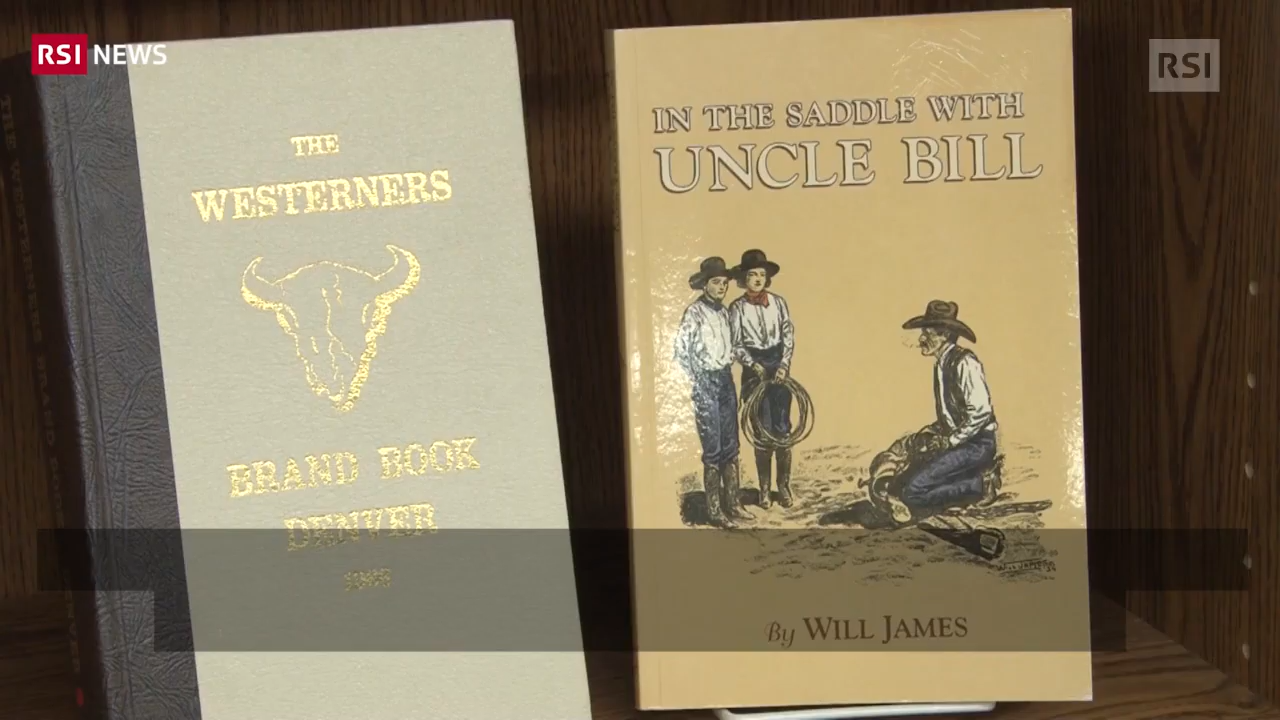 RSI NEWS
RSI
THE
WESTERNERS
BRAND BOOK
DENVER
IN THE SADDLE WITH
UNCLE BILL
By WILL JAMES